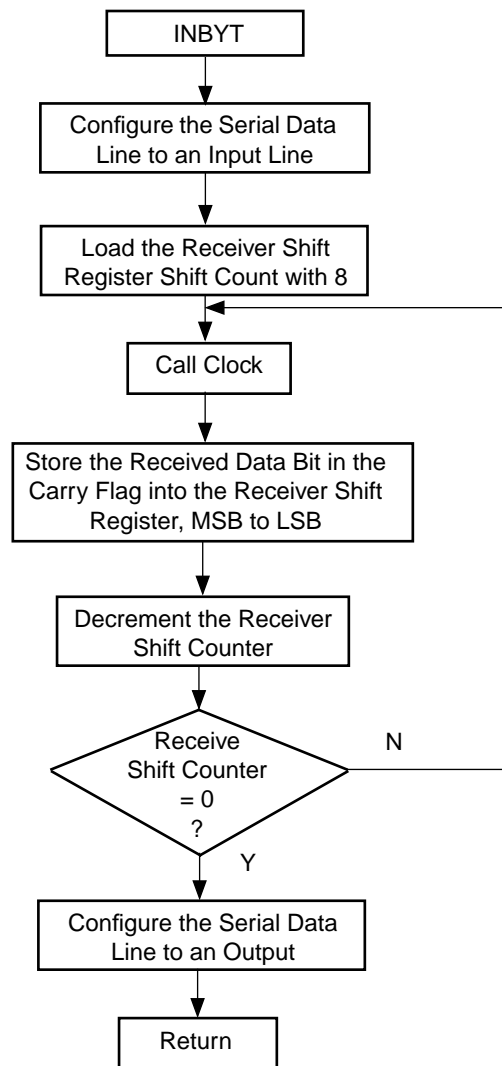 INBYT
Configure the Serial Data
Line to an Input Line
Load the Receiver Shift
Register Shift Count with 8
Call Clock
Store the Received Data Bit in the
Carry Flag into the Receiver Shift
Register, MSB to LSB
Decrement the Receiver
Shift Counter
Receive
Shift Counter
= 0
?
N
Y
Configure the Serial Data
Line to an Output
Return